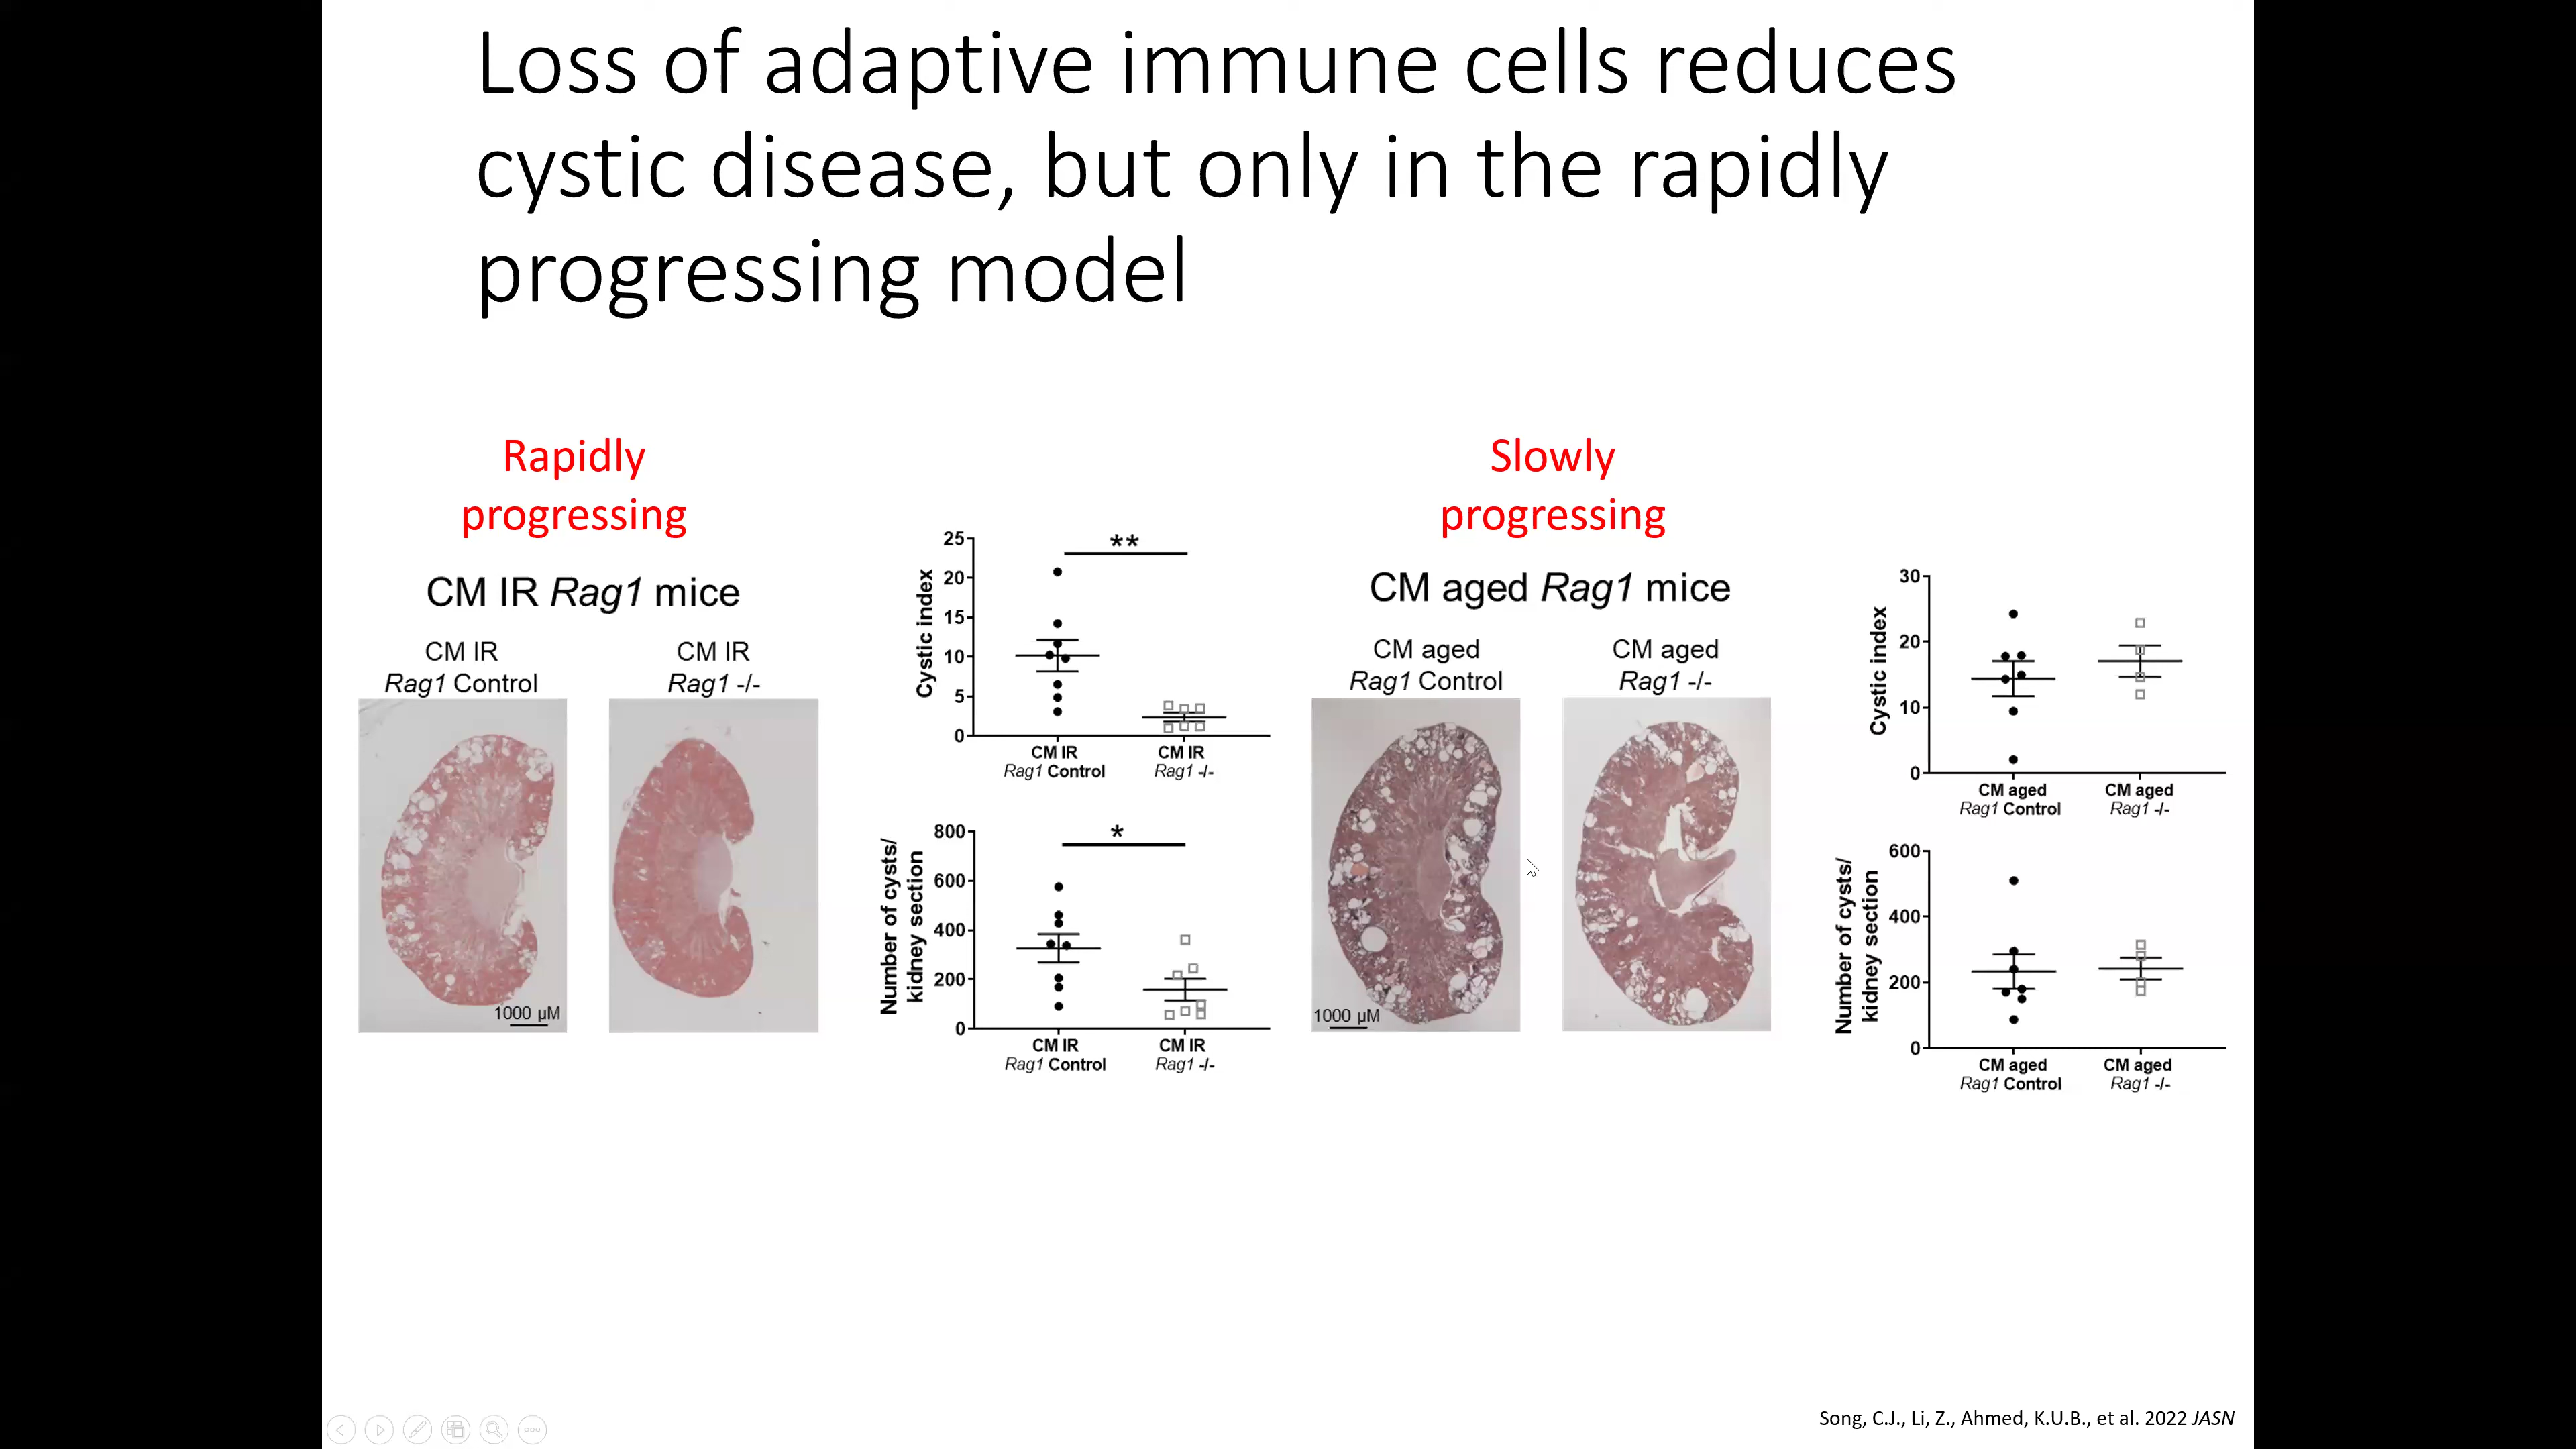 Loss of adaptive immune cells reduces
cystic disease, but only in the rapidly
progressing model
Rapidly
progressing
CM IR Rag1 mice
CM IR
Rag1 Control
CM IR
Rag1 -/-
1000 µM
Cystic index
25
20
15
10
5
0
**
CM IR
Rag1 Control
CM IR
Rag1 -/-
Number of cysts/
kidney section
800
600
400
200
0
*
CM IR
Rag1 Control
CM IR
Rag1 -/-
Slowly
progressing
CM aged Rag1 mice
CM aged
Rag1 Control
CM aged
Rag1 -/-
1000 µM
Cystic index
30
20
10
0
CM aged
Rag1 Control
CM aged
Rag1 -/-
Number of cysts/
kidney section
600
400
200
0
CM aged
Rag1 Control
CM aged
Rag1 -/-
Song, C.J., Li, Z., Ahmed, K.U.B., et al. 2022 JASN